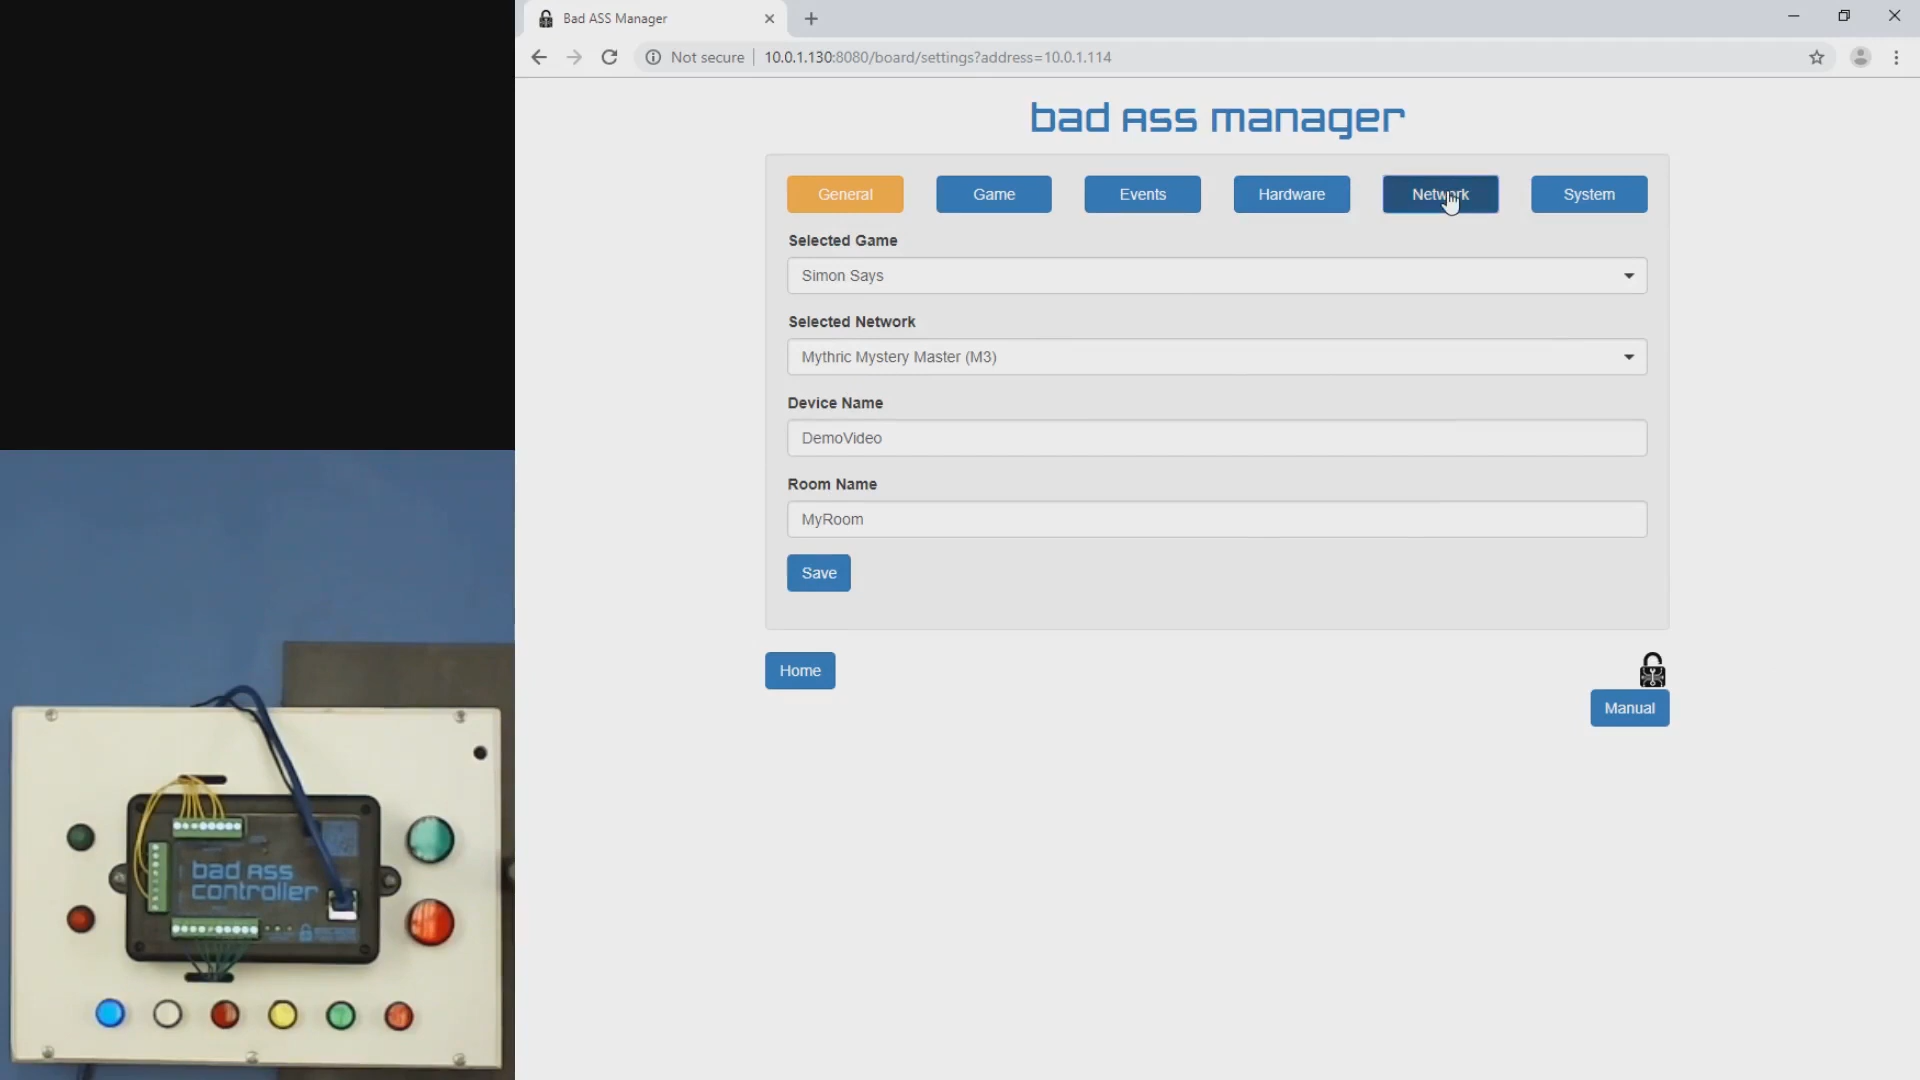 Bad ASS Manager
Not secure
10.0.1.130:8080/board/settings?address=10.0.1.114
bad ASS manager
General
Game
Events
Hardware
Network
System
Selected Game
Simon Says
Selected Network
Mythric Mystery Master (M3)
Device Name
DemoVideo
Room Name
MyRoom
Save
Home
Manual
bad ASS
controller